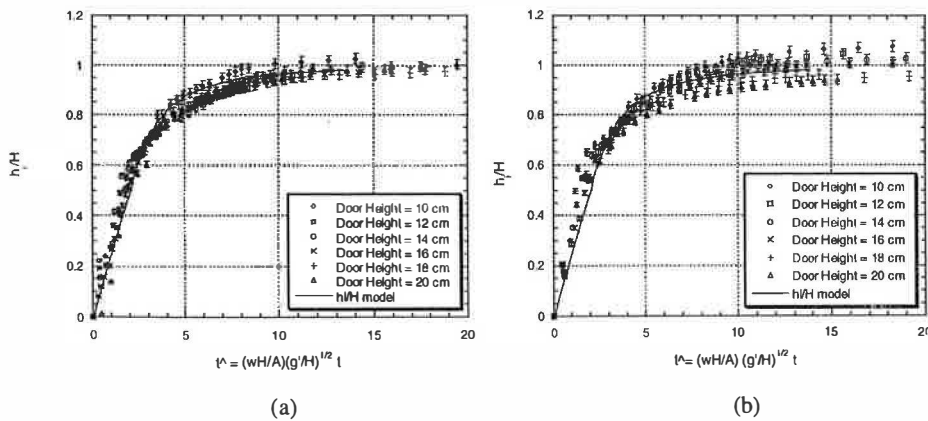 1.2
1
0.8
0.6
0.4
0.2
0
h/H
Door Height = 10 cm
Door Height = 12 cm
Door Height = 14 cm
Door Height = 16 cm
Door Height = 18 cm
Door Height = 20 cm
hl/H model
0 5 10 15 20
t^ = (wH/A)(g'/H)^1/2 t
(a)
1.2
1
0.8
0.6
0.4
0.2
0
h/H
Door Height = 10 cm
Door Height = 12 cm
Door Height = 14 cm
Door Height = 16 cm
Door Height = 18 cm
Door Height = 20 cm
hl/H model
0 5 10 15 20
t^= (wH/A) (g'/H)^1/2 t
(b)